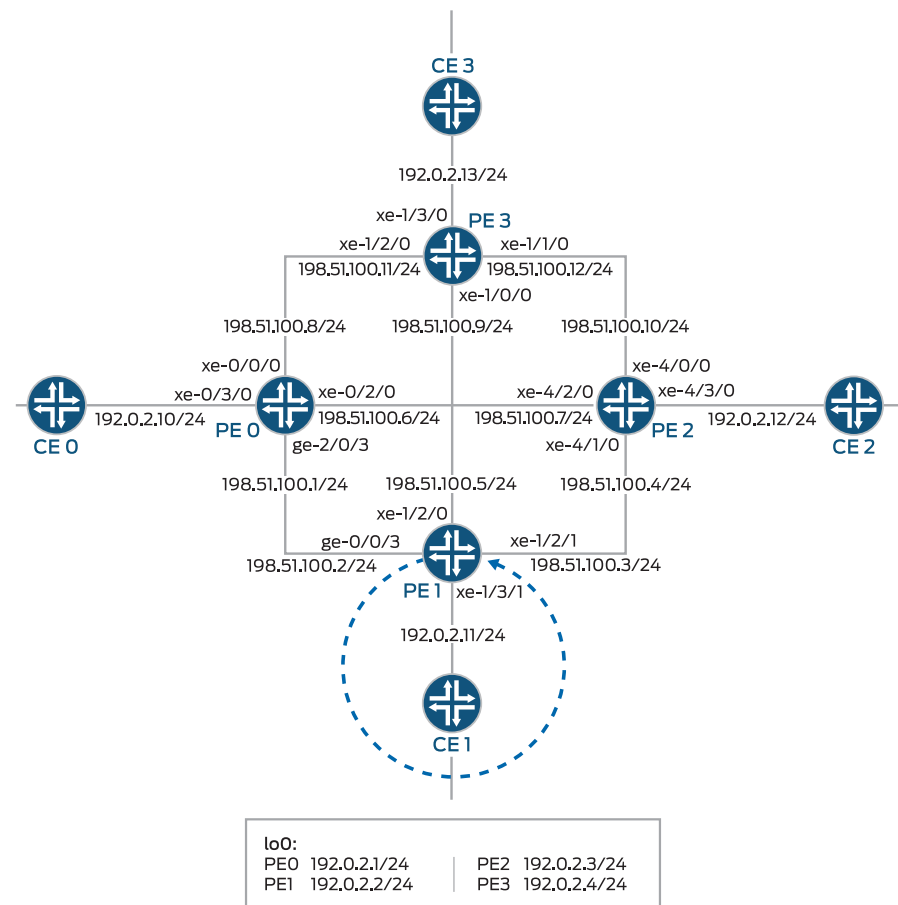 CE 3
192.0.2.13/24
xe-1/3/0
PE 3
xe-1/2/0
xe-1/1/0
198.51.100.11/24
198.51.100.12/24
xe-1/0/0
198.51.100.8/24
198.51.100.9/24
198.51.100.10/24
xe-0/0/0
xe-4/0/0
xe-0/3/0
xe-0/2/0
xe-4/2/0
xe-4/3/0
192.0.2.10/24
198.51.100.6/24
198.51.100.7/24
192.0.2.12/24
CE 0
PE 0
PE 2
CE 2
ge-2/0/3
xe-4/1/0
198.51.100.1/24
198.51.100.5/24
198.51.100.4/24
xe-1/2/0
ge-0/0/3
xe-1/2/1
198.51.100.2/24
198.51.100.3/24
PE 1
xe-1/3/1
192.0.2.11/24
CE 1
lo0:
PE0 192.0.2.1/24
PE1 192.0.2.2/24
PE2 192.0.2.3/24
PE3 192.0.2.4/24